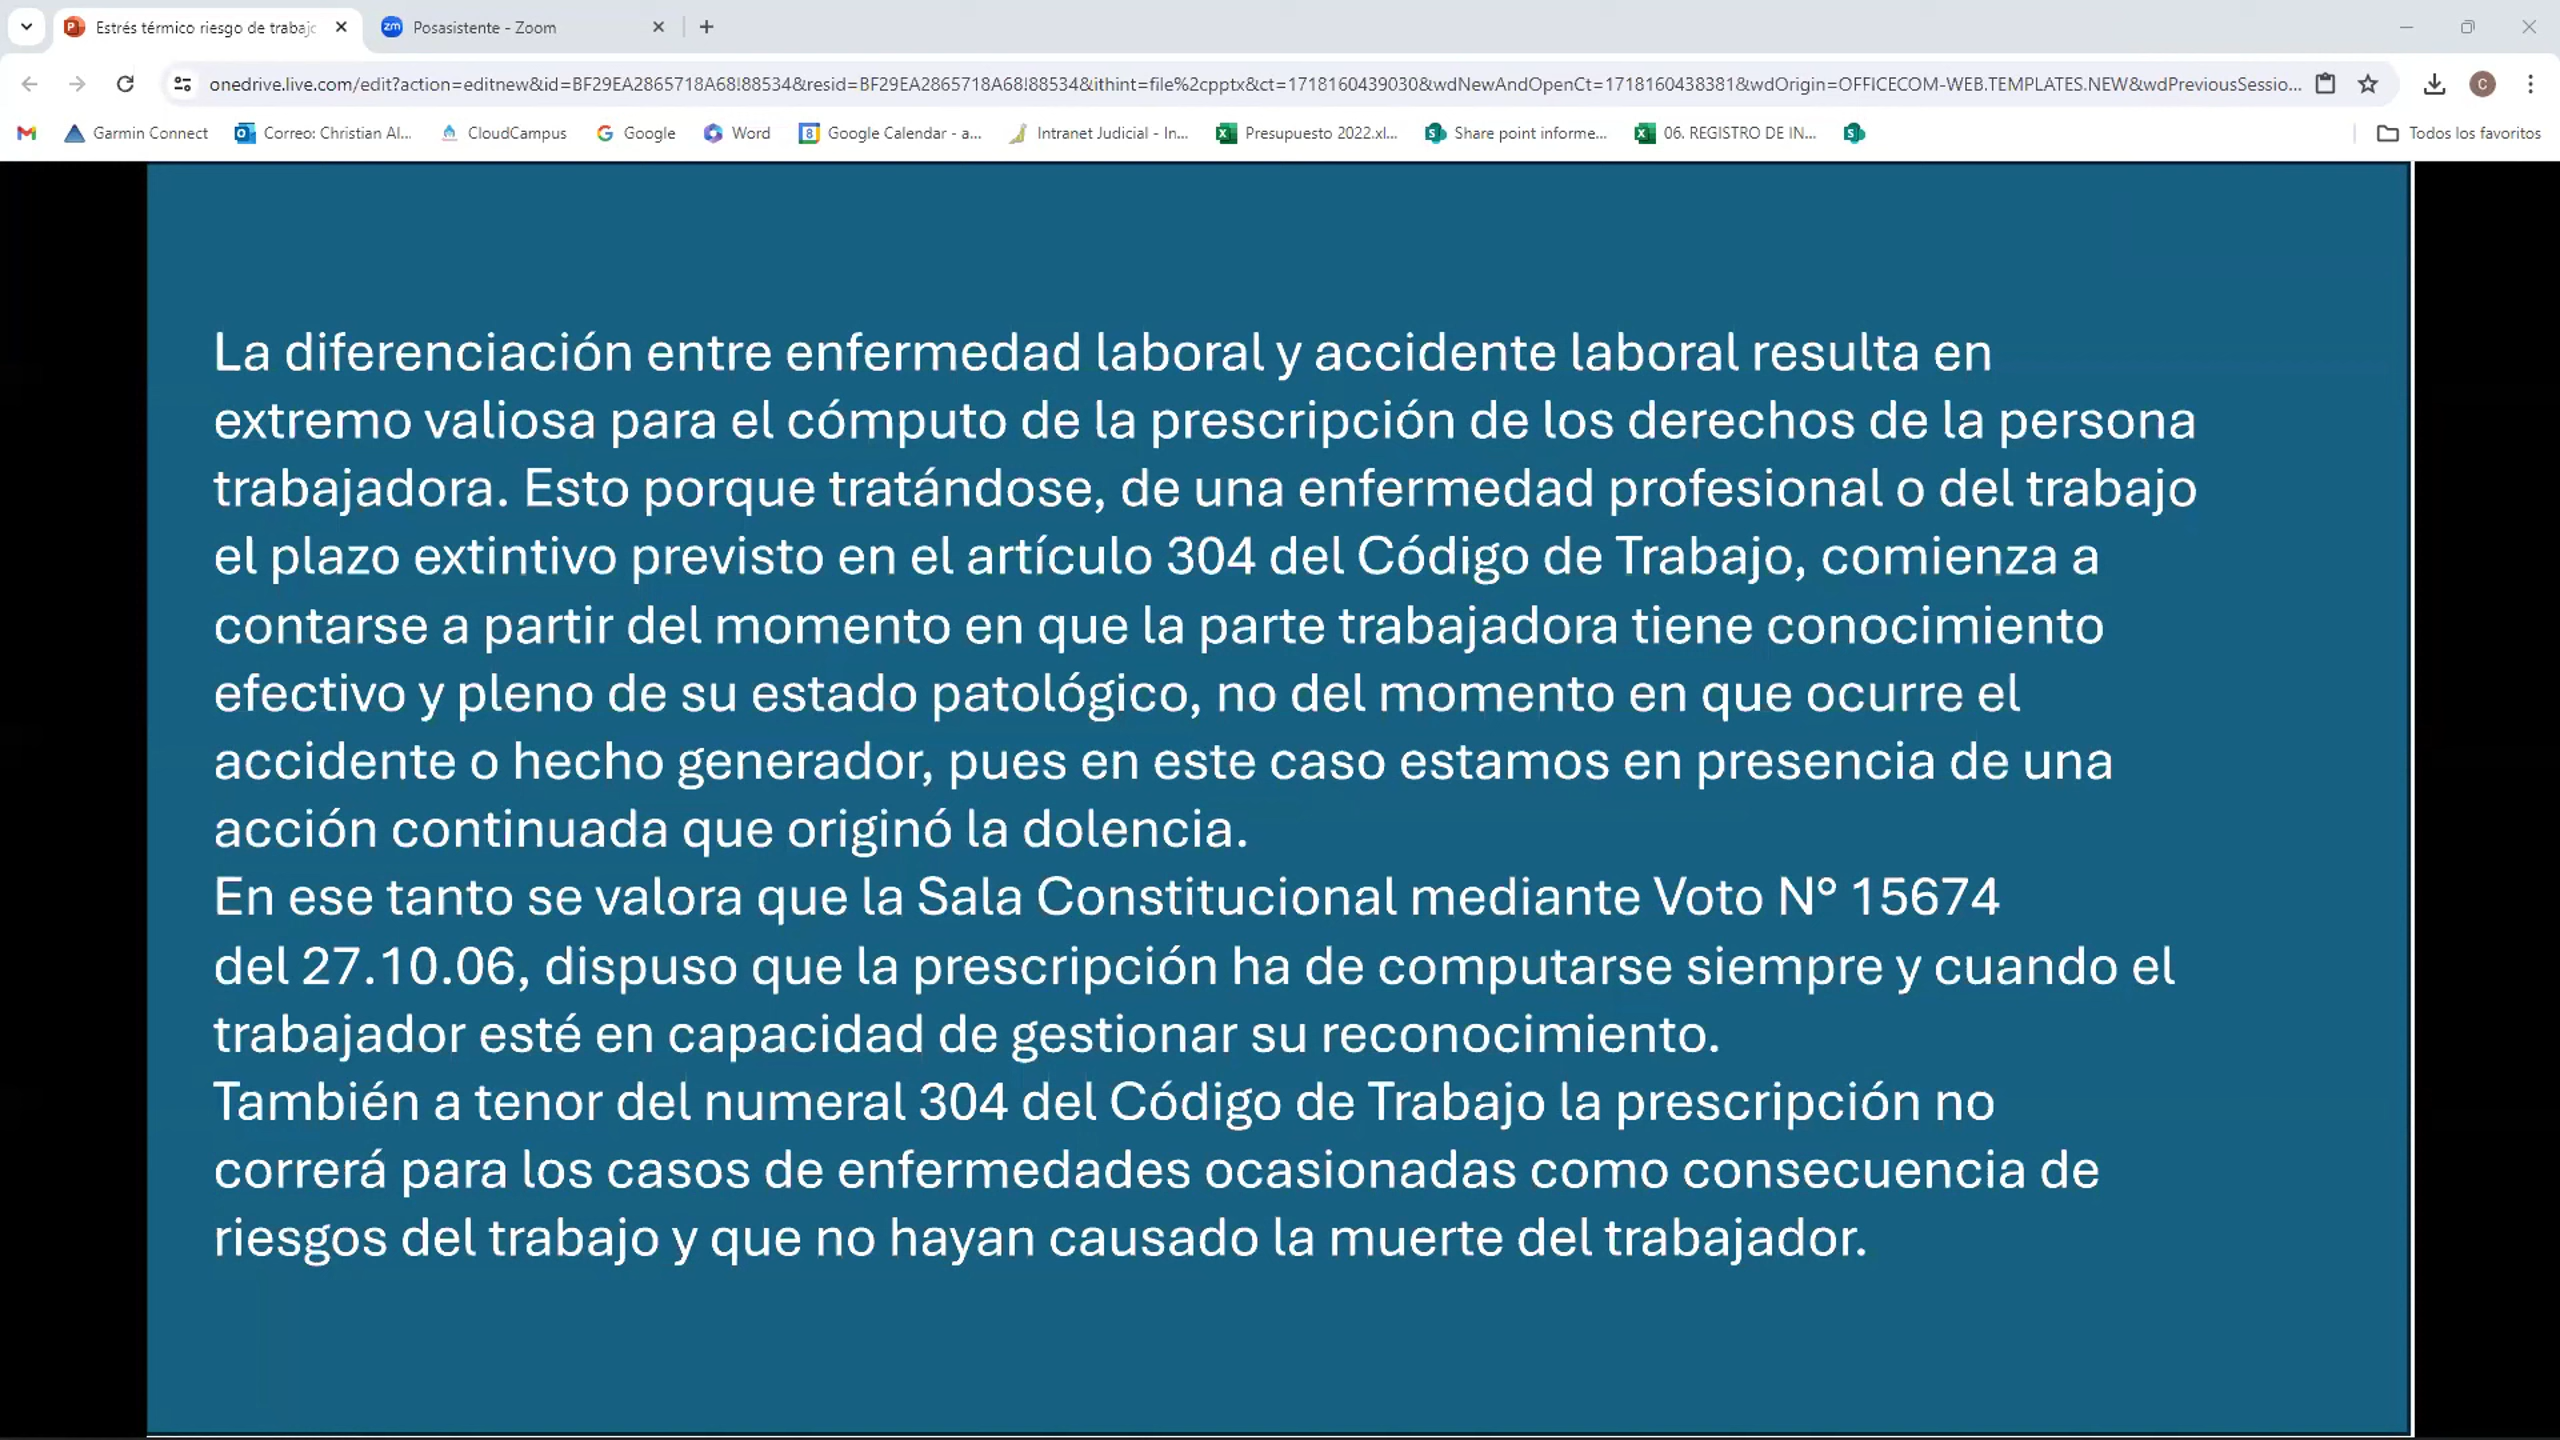 Estrés térmico riesgo de trabajo
Posasistente - Zoom
onedrive.live.com/edit?action=editnew&id=BF29EA2865718A68!88534&resid=BF29EA2865718A68!88534&ithint=file%2cpptx&ct=1718160439030&wdNewAndOpenCt=1718160438381&wdOrigin=OFFICECOM-WEB.TEMPLATES.NEW&wdPreviousSessio...
C
Garmin Connect
Correo: Christian Al...
CloudCampus
Google
Word
Google Calendar - a...
Intranet Judicial - In...
Presupuesto 2022.xl...
Share point informe...
06. REGISTRO DE IN...
Todos los favoritos
La diferenciación entre enfermedad laboral y accidente laboral resulta en
extremo valiosa para el cómputo de la prescripción de los derechos de la persona
trabajadora. Esto porque tratándose, de una enfermedad profesional o del trabajo
el plazo extintivo previsto en el artículo 304 del Código de Trabajo, comienza a
contarse a partir del momento en que la parte trabajadora tiene conocimiento
efectivo y pleno de su estado patológico, no del momento en que ocurre el
accidente o hecho generador, pues en este caso estamos en presencia de una
acción continuada que originó la dolencia.
En ese tanto se valora que la Sala Constitucional mediante Voto N° 15674
del 27.10.06, dispuso que la prescripción ha de computarse siempre y cuando el
trabajador esté en capacidad de gestionar su reconocimiento.
También a tenor del numeral 304 del Código de Trabajo la prescripción no
correrá para los casos de enfermedades ocasionadas como consecuencia de
riesgos del trabajo y que no hayan causado la muerte del trabajador.